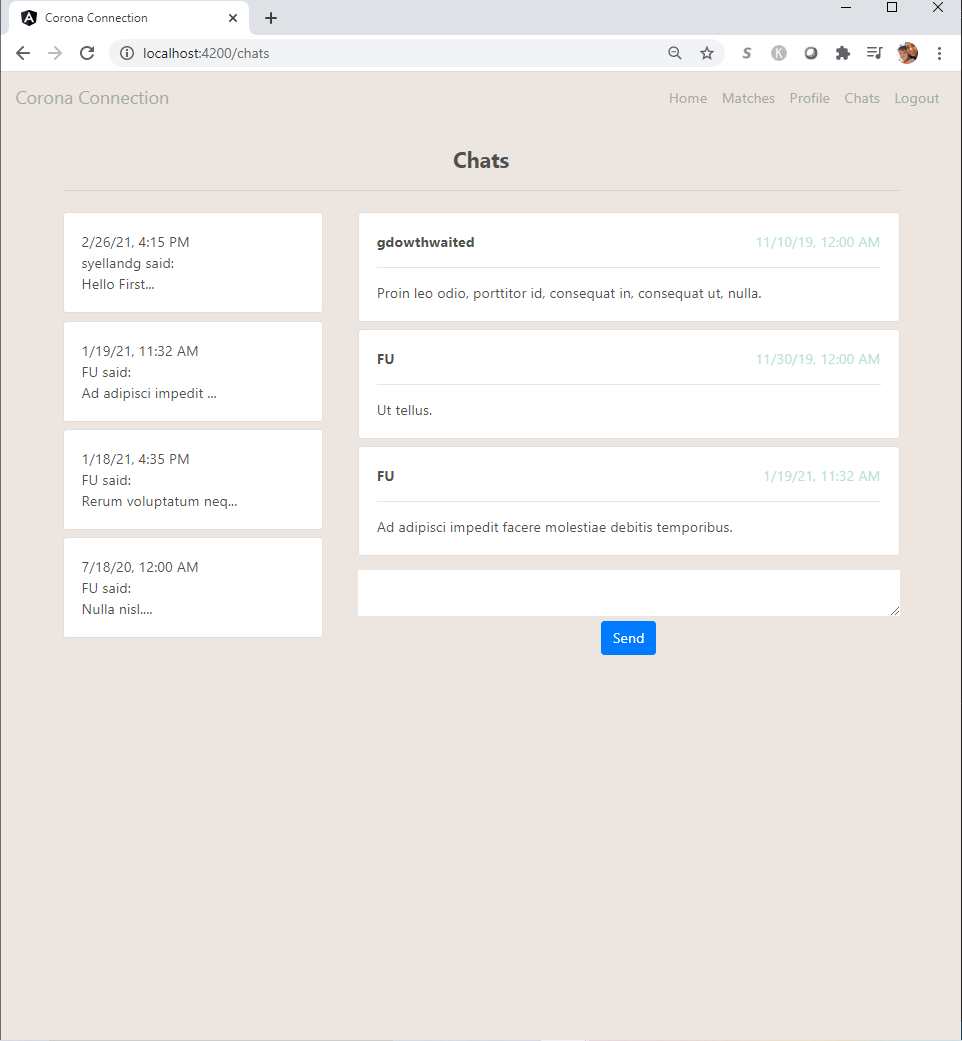 Corona Connection
localhost:4200/chats
Corona Connection
Home Matches Profile Chats Logout
Chats
2/26/21, 4:15 PM
syellandg said:
Hello First...
1/19/21, 11:32 AM
FU said:
Ad adipisci impedit ...
1/18/21, 4:35 PM
FU said:
Rerum voluptatum neq...
7/18/20, 12:00 AM
FU said:
Nulla nisl....
gdowthwaited 11/10/19, 12:00 AM
Proin leo odio, porttitor id, consequat in, consequat ut, nulla.
FU 11/30/19, 12:00 AM
Ut tellus.
FU 1/19/21, 11:32 AM
Ad adipisci impedit facere molestiae debitis temporibus.
Send